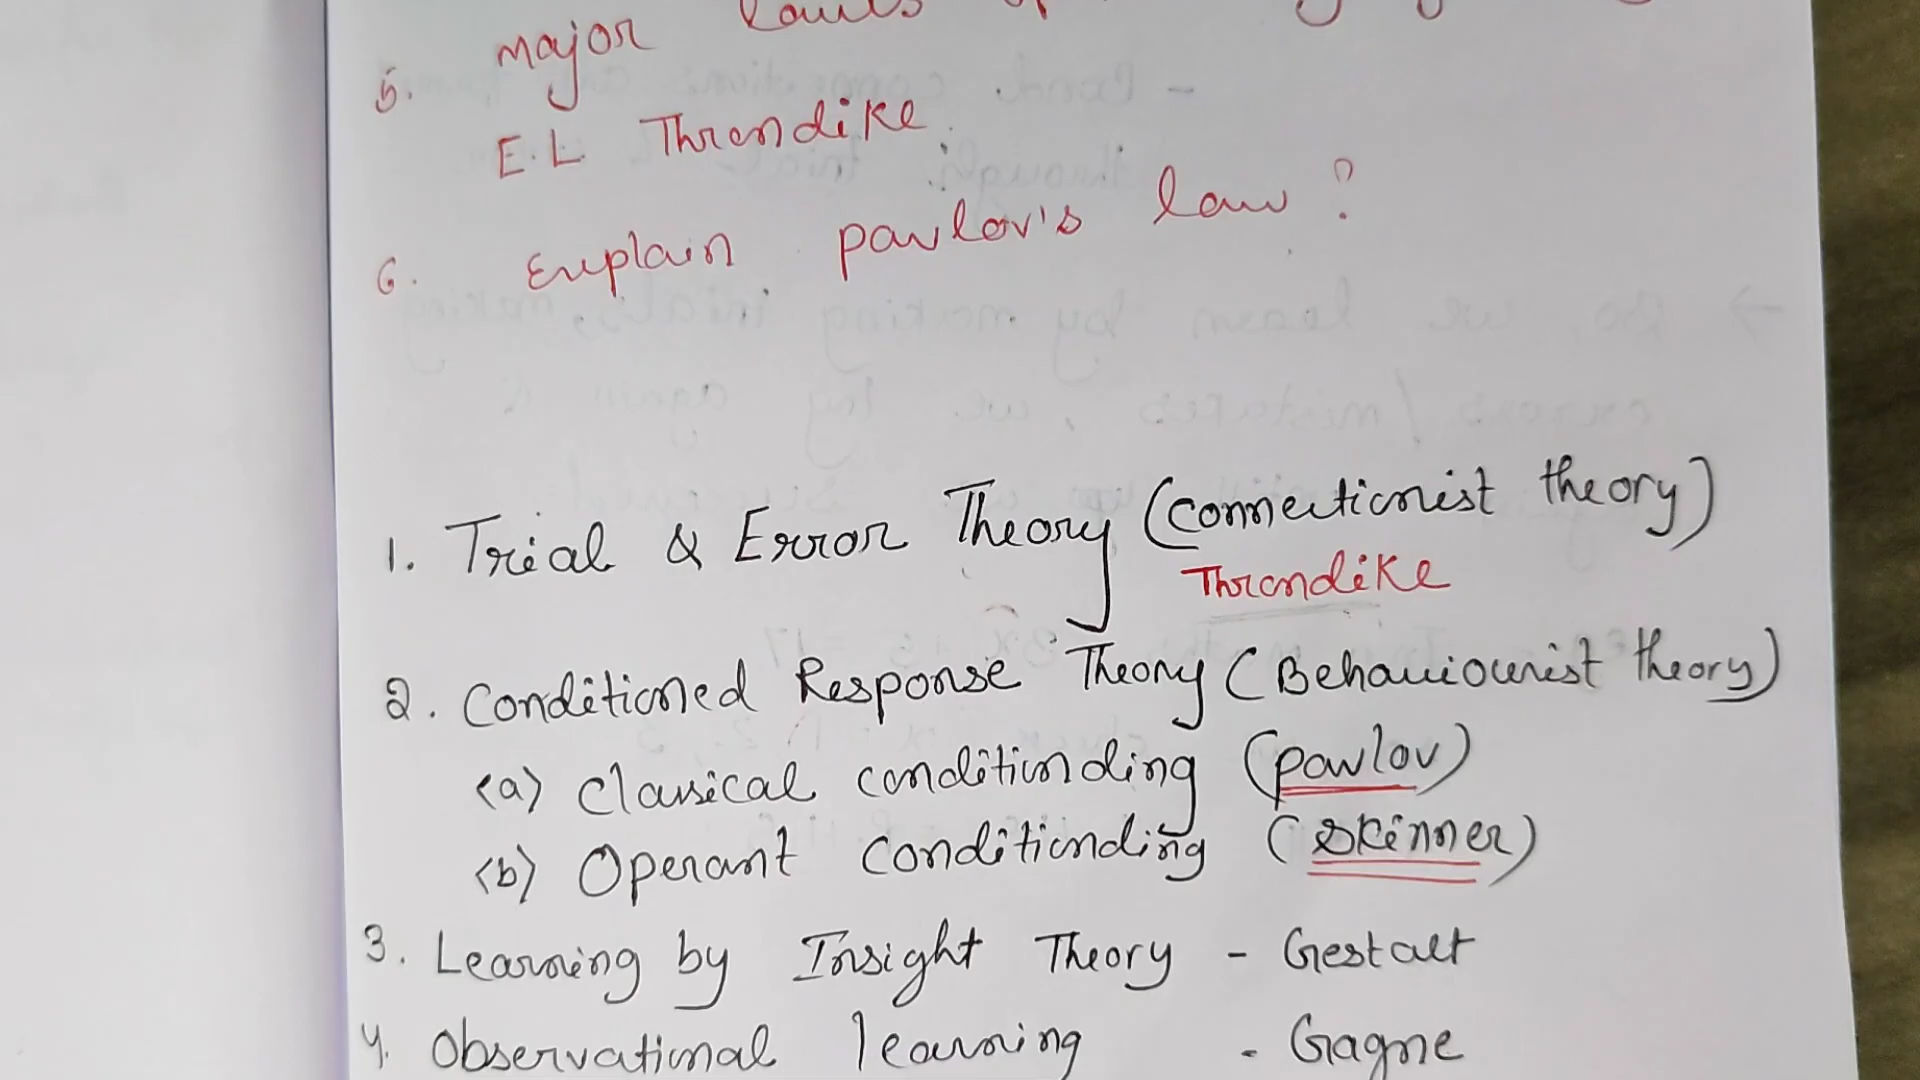 5. major laws
E.L. Throndike
6. Explain pavlov's law?
1. Trial & Error Theory (Connectionist theory)
Throndike
2. Conditioned Response Theory (Behaviourist theory)
(a) Classical conditionding (pavlov)
(b) Operant conditionding (Skinner)
3. Learning by Insight Theory - Gestalt
4. Observational learning - Gagne